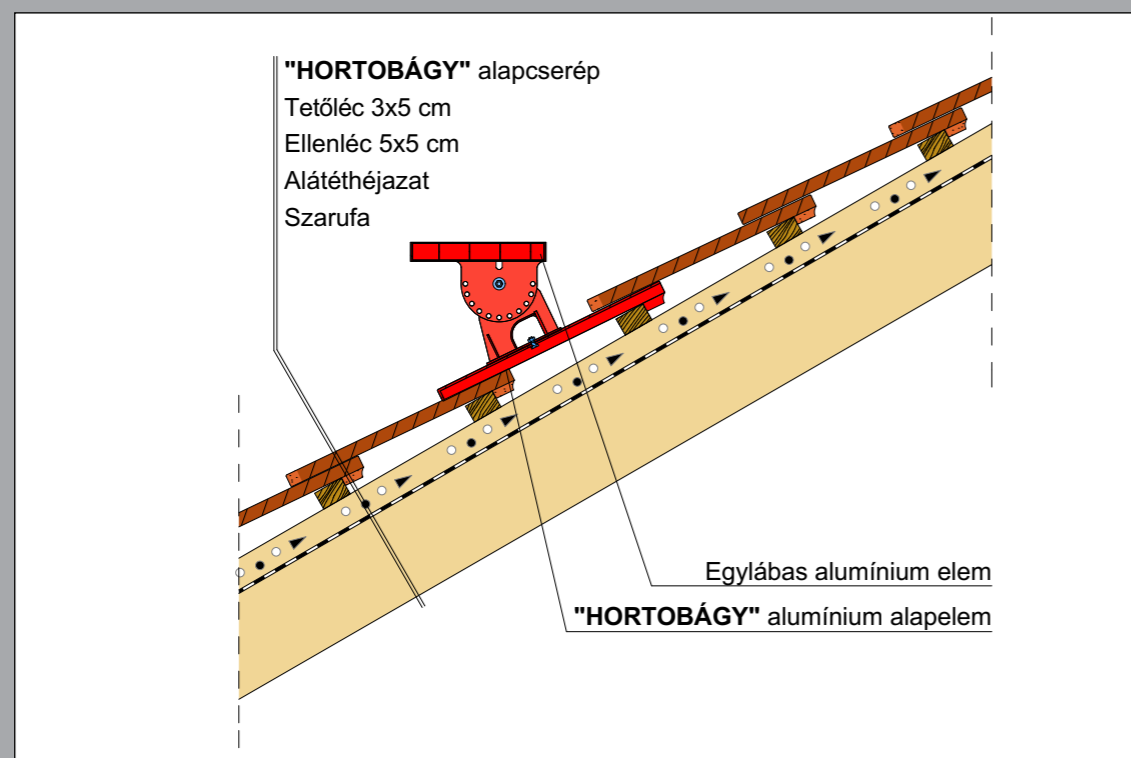 "HORTOBÁGY" alapcserép
Tetőléc 3x5 cm
Ellenléc 5x5 cm
Alátéthéjazat
Szarufa
Egylábas alumínium elem
"HORTOBÁGY" alumínium alapelem